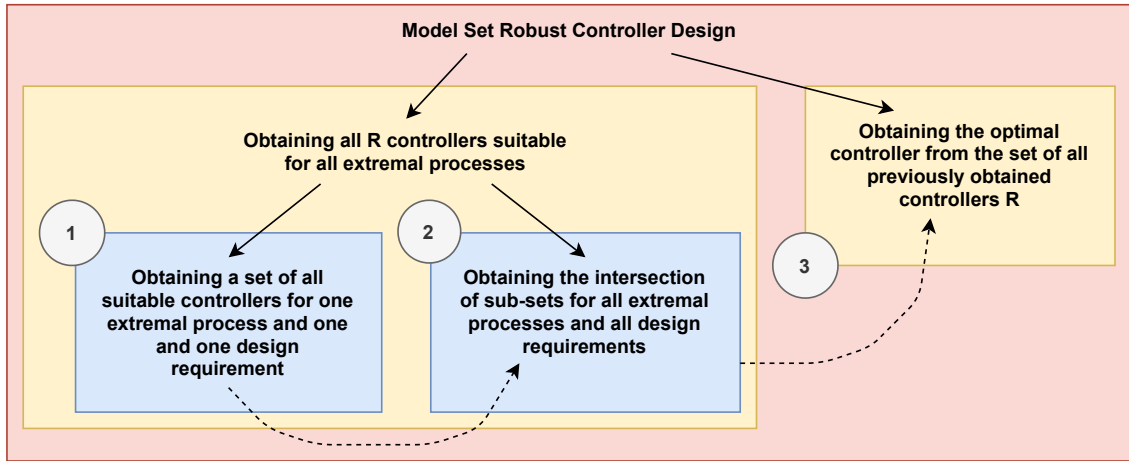 Model Set Robust Controller Design
Obtaining all R controllers suitable
for all extremal processes
1
Obtaining a set of all
suitable controllers for one
extremal process and one
and one design
requirement
2
Obtaining the intersection
of sub-sets for all extremal
processes and all design
requirements
Obtaining the optimal
controller from the set of all
previously obtained
controllers R
3